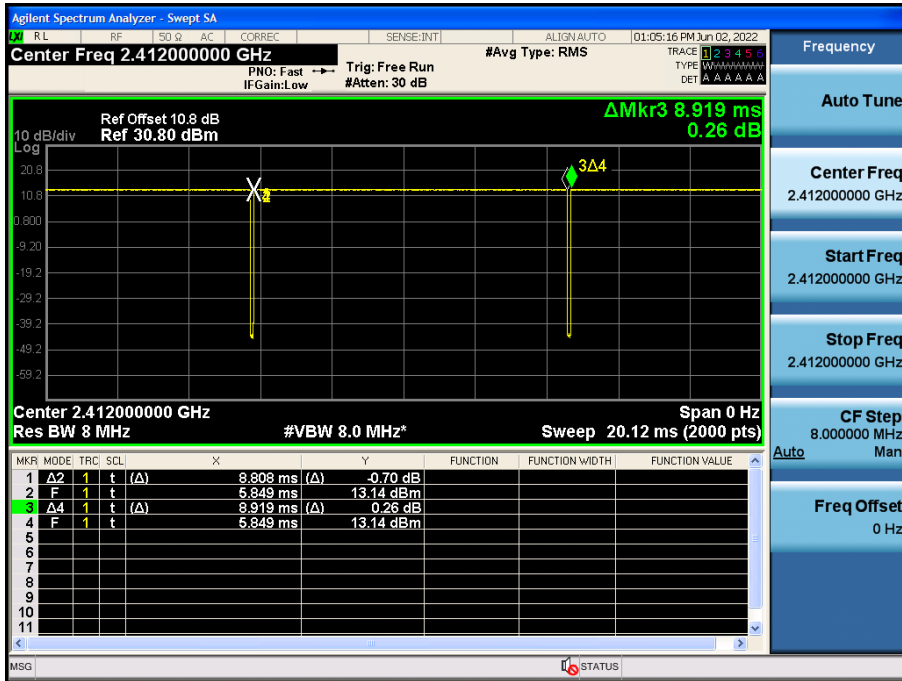 Agilent Spectrum Analyzer - Swept SA
LXI RL RF 50 Ω AC CORREC SENSE:INT ALIGN AUTO 01:05:16 PM Jun 02, 2022
Center Freq 2.412000000 GHz
PNO: Fast
IFGain:Low
Trig: Free Run
#Atten: 30 dB
#Avg Type: RMS
TRACE 1 2 3 4 5 6
TYPE
DET A A A A A A
Ref Offset 10.8 dB
Ref 30.80 dBm
10 dB/div
Log
ΔMkr3 8.919 ms
0.26 dB
20.8
10.8
0.800
-9.20
-19.2
-29.2
-39.2
-49.2
-59.2
3Δ4
Center 2.412000000 GHz
Span 0 Hz
Res BW 8 MHz
#VBW 8.0 MHz*
Sweep 20.12 ms (2000 pts)
MKR MODE TRC SCL X Y FUNCTION FUNCTION WIDTH FUNCTION VALUE
1 Δ2 1 t (Δ) 8.808 ms (Δ) -0.70 dB
2 F 1 t 5.849 ms 13.14 dBm
3 Δ4 1 t (Δ) 8.919 ms (Δ) 0.26 dB
4 F 1 t 5.849 ms 13.14 dBm
5
6
7
8
9
10
11
MSG
STATUS
Frequency
Auto Tune
Center Freq
2.412000000 GHz
Start Freq
2.412000000 GHz
Stop Freq
2.412000000 GHz
CF Step
8.000000 MHz
Auto Man
Freq Offset
0 Hz